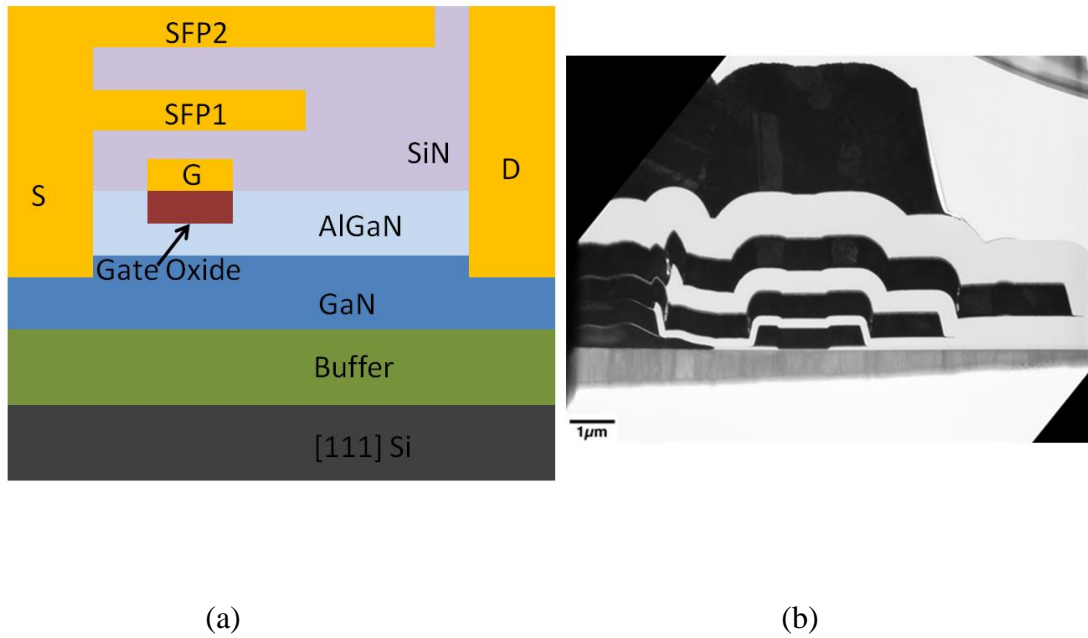 SFP2
SFP1
SiN
G
S
D
AlGaN
Gate Oxide
GaN
Buffer
[111] Si
1µm
(a)
(b)